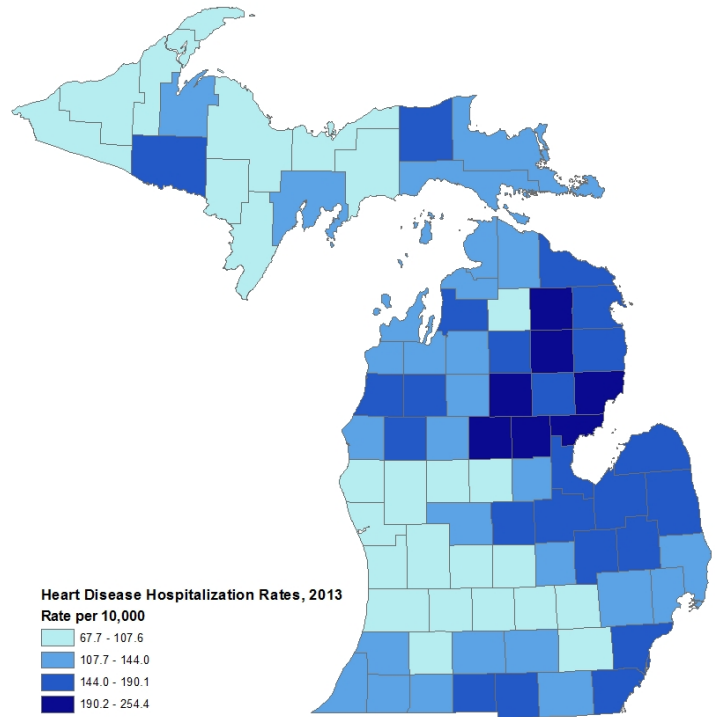 Heart Disease Hospitalization Rates, 2013
Rate per 10,000
67.7 - 107.6
107.7 - 144.0
144.0 - 190.1
190.2 - 254.4